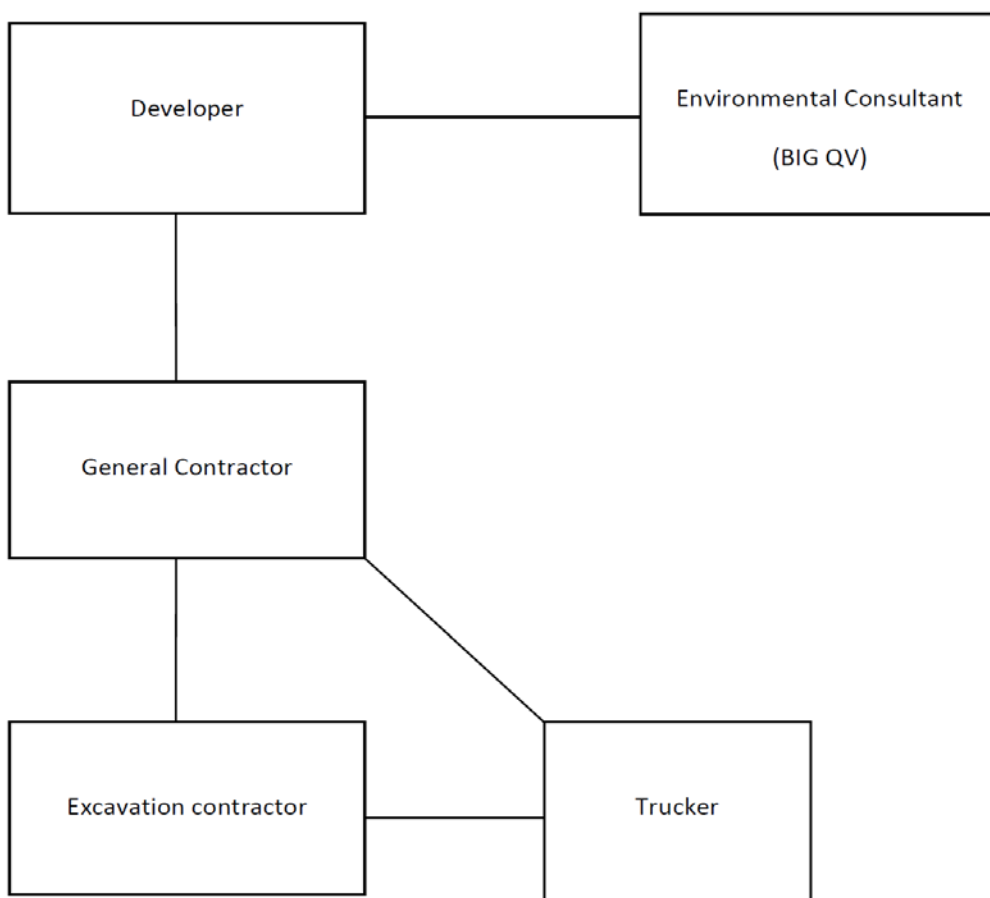 Developer
Environmental Consultant
(BIG QV)
General Contractor
Excavation contractor
Trucker